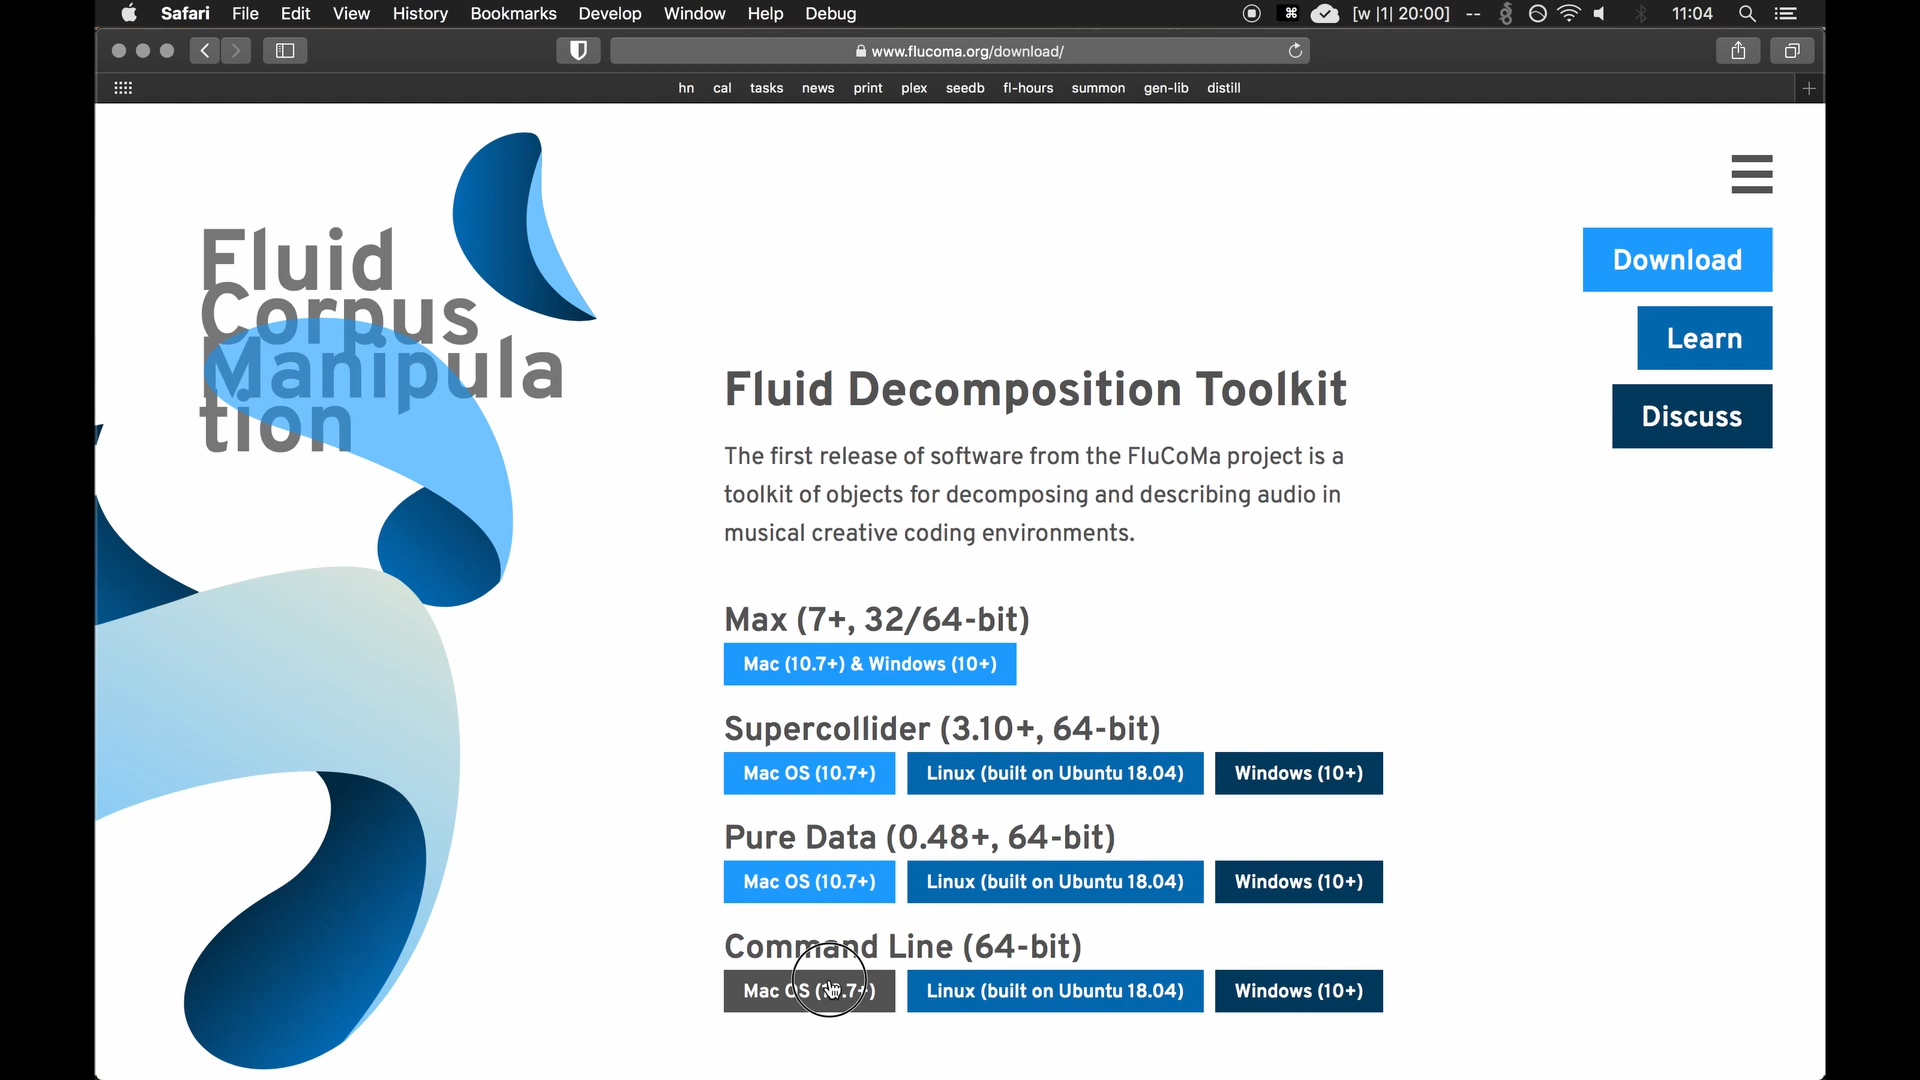 Safari File Edit View History Bookmarks Develop Window Help Debug [w |1| 20:00] -- 11:04
www.flucoma.org/download/
hn cal tasks news print plex seedb fl-hours summon gen-lib distill
Fluid
Corpus
Manipula
tion
Download
Learn
Discuss
Fluid Decomposition Toolkit
The first release of software from the FluCoMa project is a
toolkit of objects for decomposing and describing audio in
musical creative coding environments.
Max (7+, 32/64-bit)
Mac (10.7+) & Windows (10+)
Supercollider (3.10+, 64-bit)
Mac OS (10.7+) Linux (built on Ubuntu 18.04) Windows (10+)
Pure Data (0.48+, 64-bit)
Mac OS (10.7+) Linux (built on Ubuntu 18.04) Windows (10+)
Command Line (64-bit)
Mac OS (10.7+) Linux (built on Ubuntu 18.04) Windows (10+)